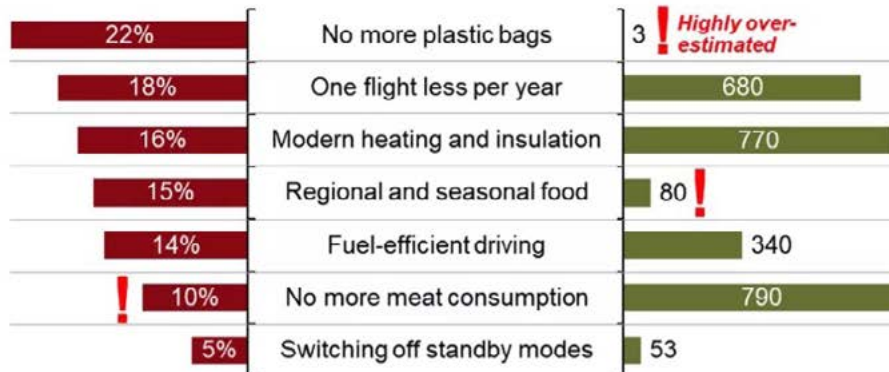 22% No more plastic bags 3 ! Highly over-
estimated
18% One flight less per year 680
16% Modern heating and insulation 770
15% Regional and seasonal food 80 !
14% Fuel-efficient driving 340
! 10% No more meat consumption 790
5% Switching off standby modes 53